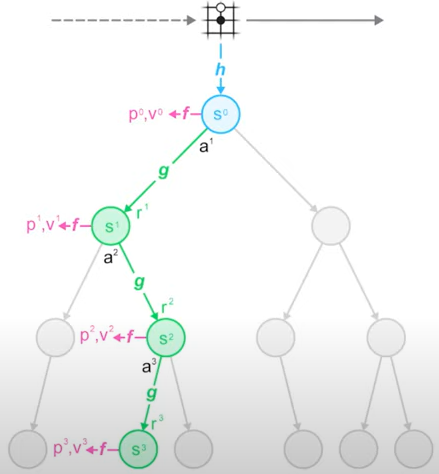 h
p⁰,v⁰ f s⁰
a¹
g
r¹
p¹,v¹ f s¹
a²
g
r²
p²,v² f s²
a³
g
r³
p³,v³ f s³